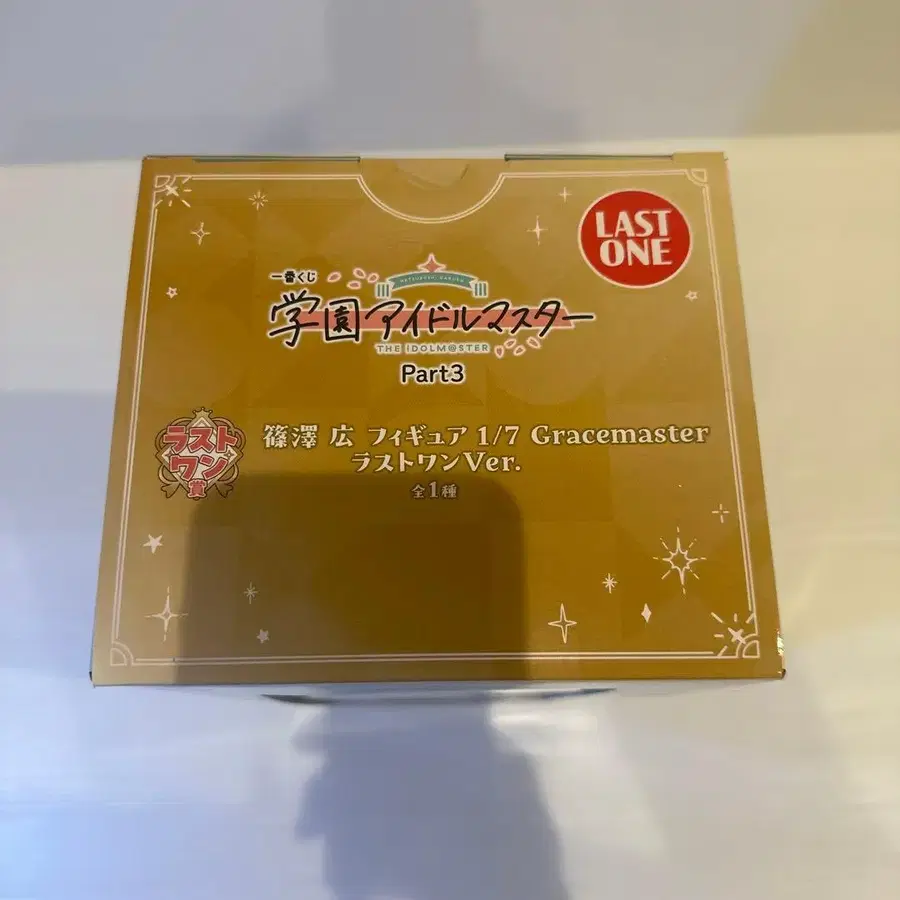 LAST
ONE
一番くじ
HATSUBOSHI GAKUEN
学園アイドルマスター
THE iDOLM@STER
Part3
ラスト
ワン
賞
篠澤 広 フィギュア 1/7 Gracemaster
ラストワンVer.
全1種